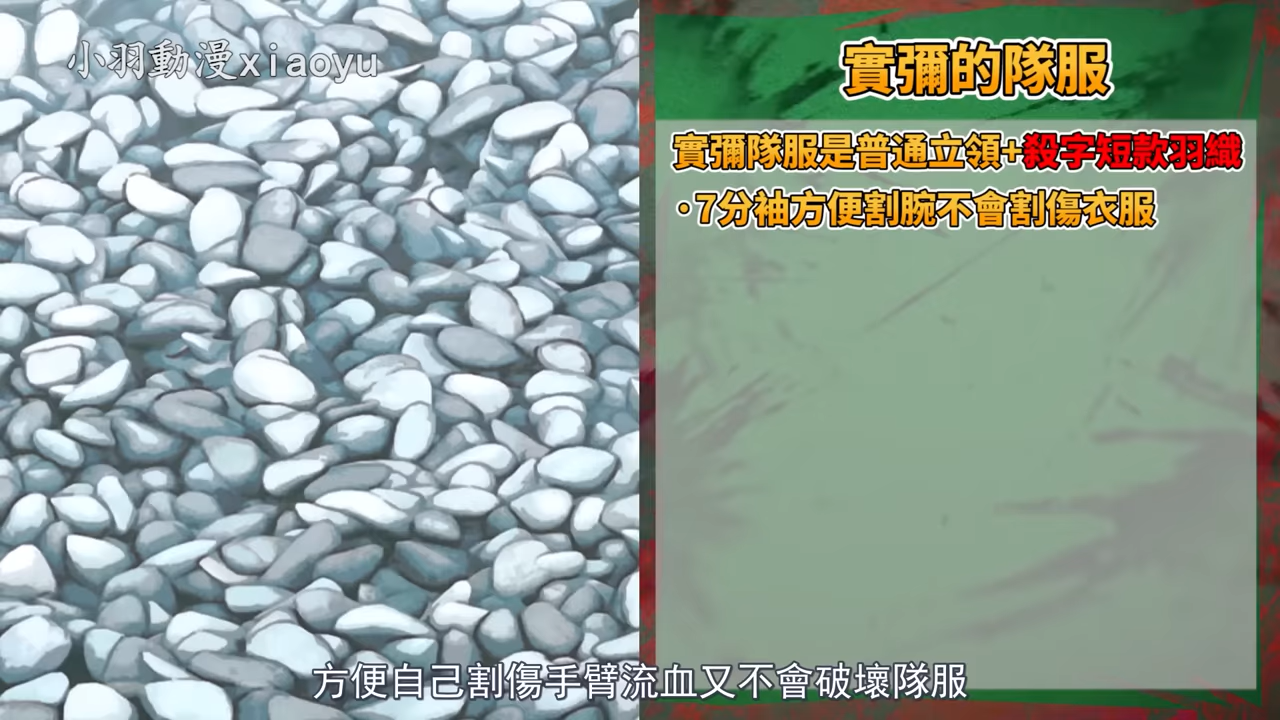 小羽動漫xiaoyu
實彌的隊服
實彌隊服是普通立領+殺字短款羽織
·7分袖方便割腕不會割傷衣服
方便自己割傷手臂流血又不會破壞隊服